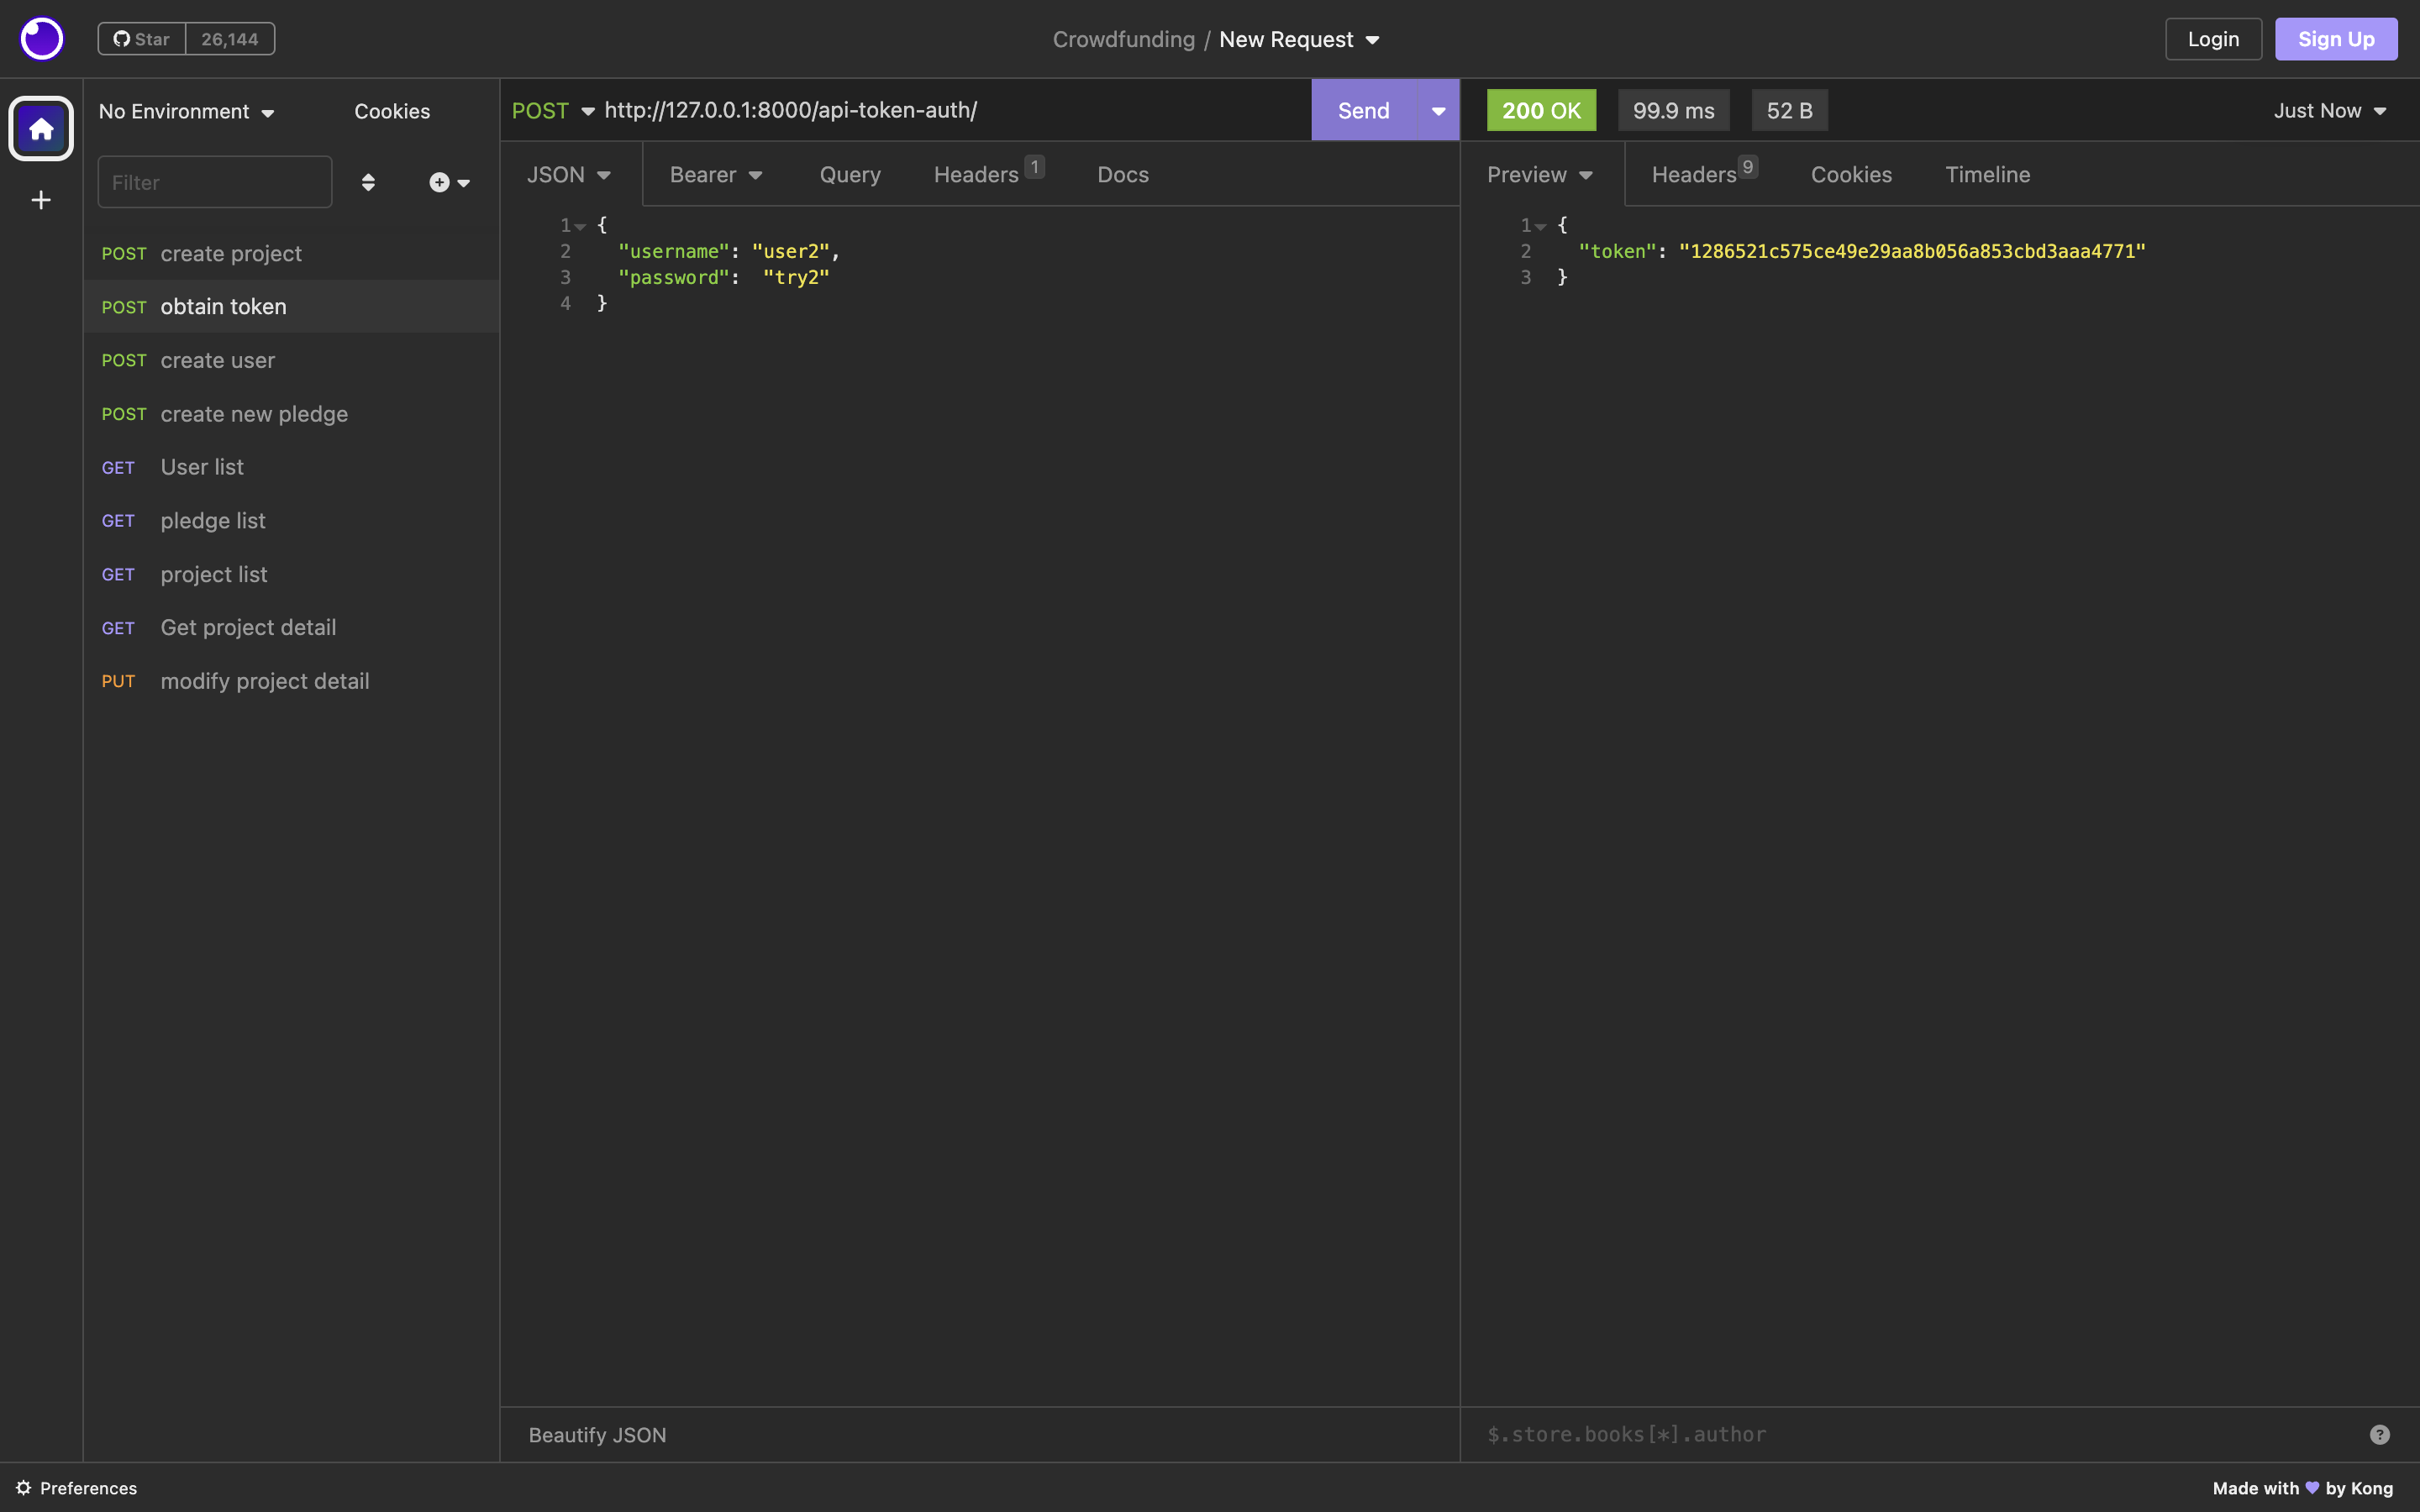 Star 26,144
Crowdfunding / New Request
Login
Sign Up
No Environment
Cookies
Filter
POST create project
POST obtain token
POST create user
POST create new pledge
GET User list
GET pledge list
GET project list
GET Get project detail
PUT modify project detail
POST http://127.0.0.1:8000/api-token-auth/
Send
JSON Bearer Query Headers 1 Docs
1 {
2 "username": "user2",
3 "password":  "try2"
4 }
Beautify JSON
200 OK 99.9 ms 52 B Just Now
Preview Headers 9 Cookies Timeline
1 {
2 "token": "1286521c575ce49e29aa8b056a853cbd3aaa4771"
3 }
$.store.books[*].author
?
Preferences
Made with by Kong